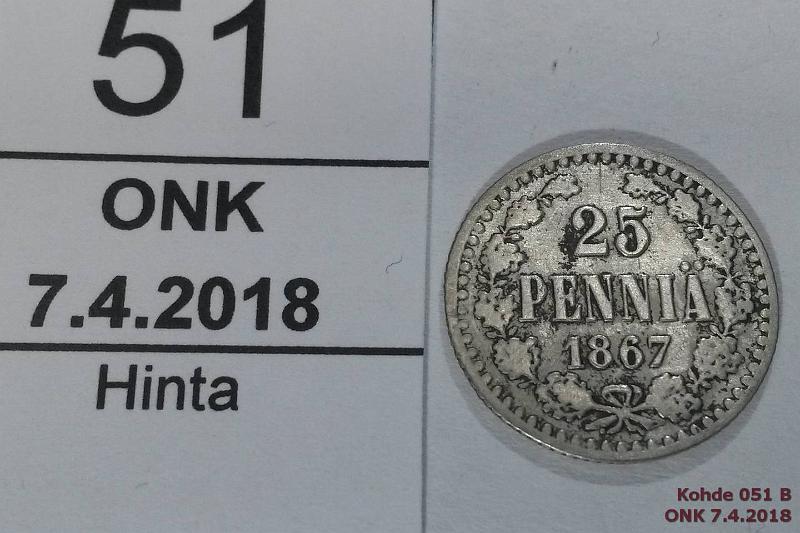 51
ONK
7.4.2018
Hinta
25
PENNIÄ
1867
Kohde 051 B
ONK 7.4.2018